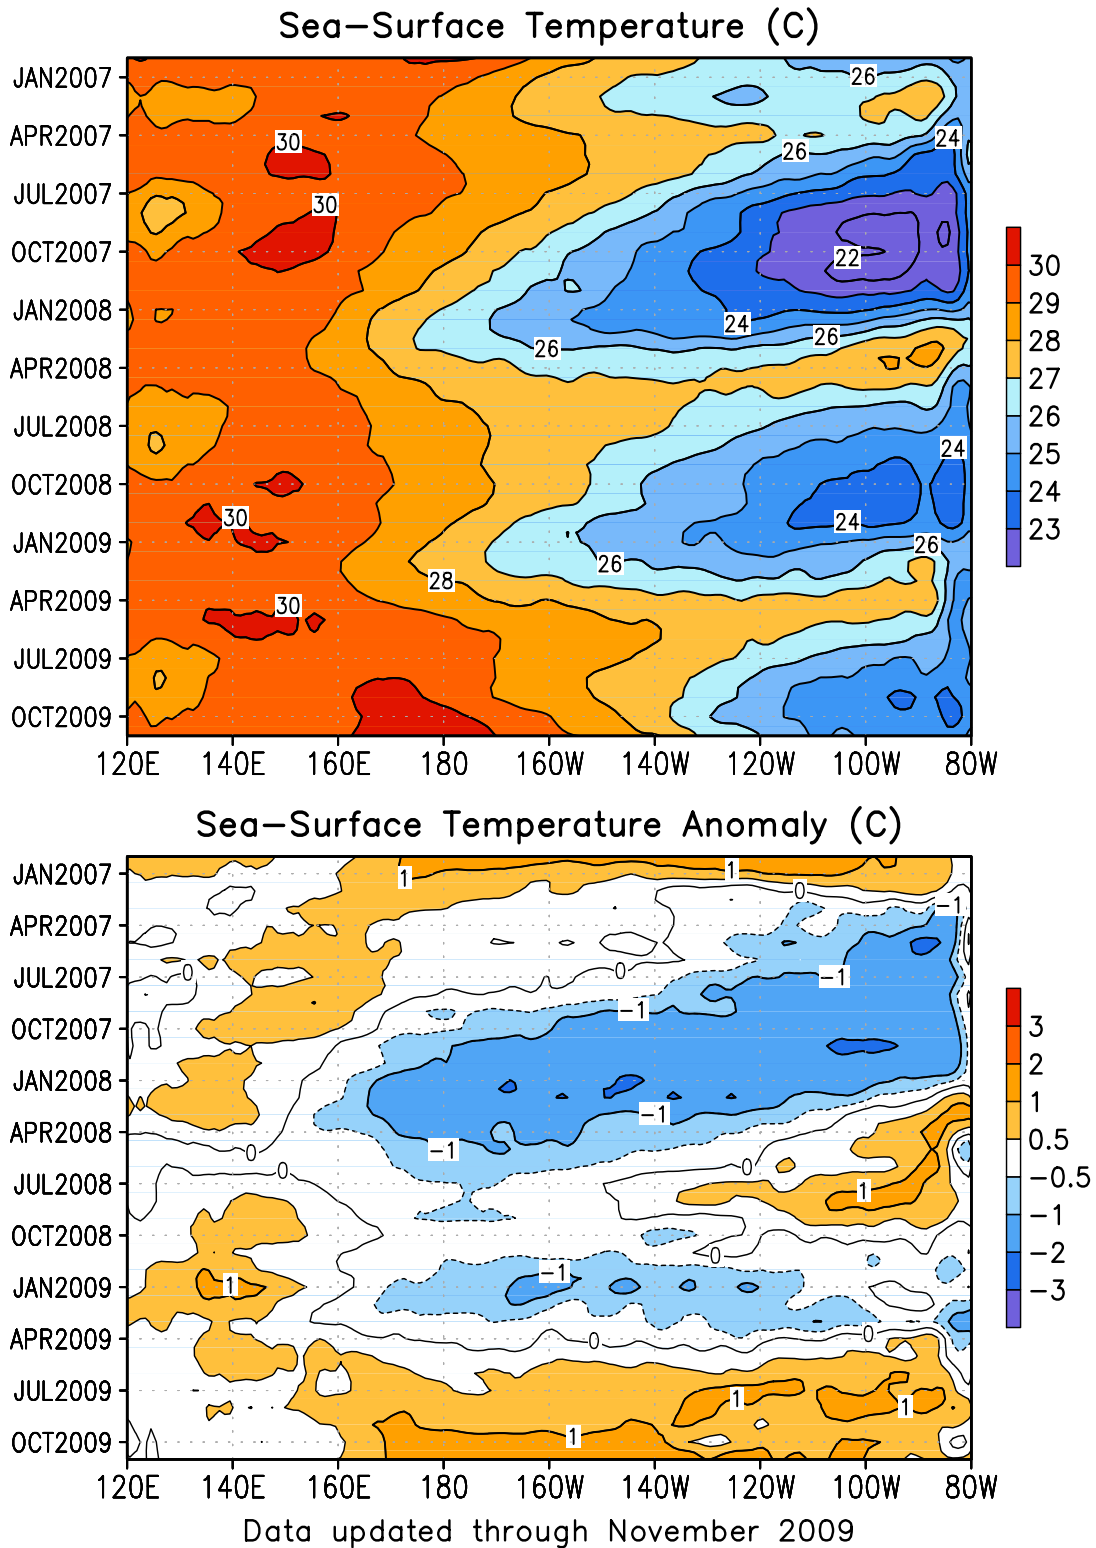 Sea-Surface Temperature (C)
JAN2007
APR2007
JUL2007
OCT2007
JAN2008
APR2008
JUL2008
OCT2008
JAN2009
APR2009
JUL2009
OCT2009
26
24
30
26
30
22
24
26
26
24
30
24
26
26
28
30
30
29
28
27
26
25
24
23
120E 140E 160E 180 160W 140W 120W 100W 80W
Sea-Surface Temperature Anomaly (C)
JAN2007
APR2007
JUL2007
OCT2007
JAN2008
APR2008
JUL2008
OCT2008
JAN2009
APR2009
JUL2009
OCT2009
1
1
0
-1
0
0
-1
-1
-1
-1
0
0
0
1
0
-1
1
0
0
1
1
1
3
2
1
0.5
-0.5
-1
-2
-3
120E 140E 160E 180 160W 140W 120W 100W 80W
Data updated through November 2009